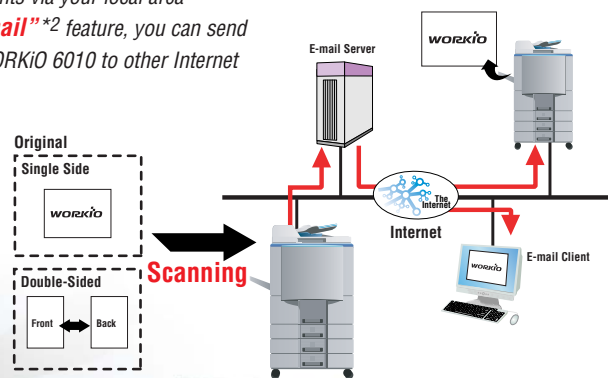 nts via your local area
ail” *2 feature, you can send
ORKiO 6010 to other Internet
E-mail Server
WORKiO
Original
Single Side
WORKiO
The
Internet
Internet
Scanning
E-mail Client
WORKiO
Double-Sided
Front
Back